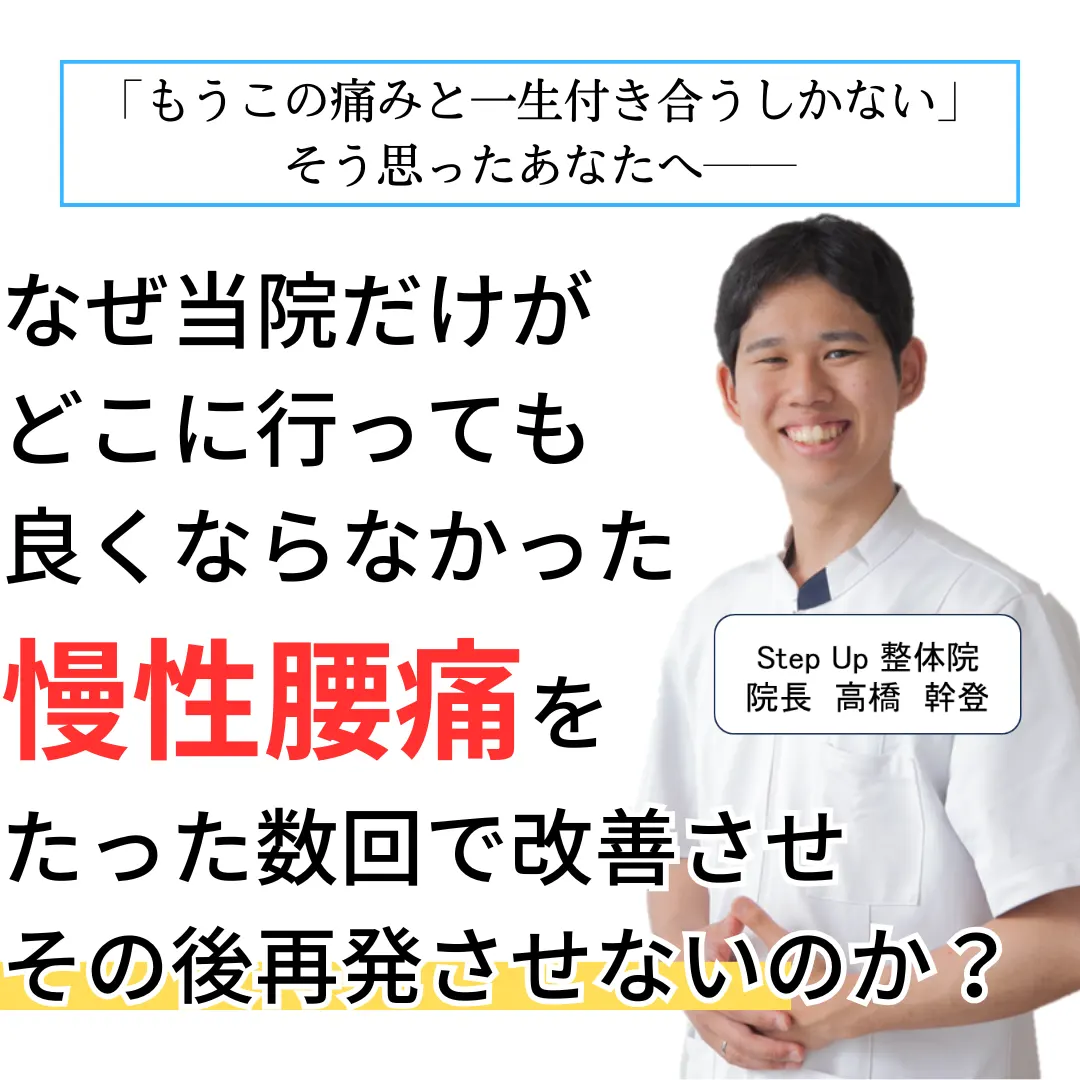 「もうこの痛みと一生付き合うしかない」
そう思ったあなたへ──
なぜ当院だけが
どこに行っても
良くならなかった
慢性腰痛を
たった数回で改善させ
その後再発させないのか？
Step Up 整体院
院長 高橋 幹登